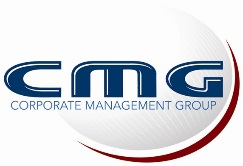 CMG
CORPORATE MANAGEMENT GROUP